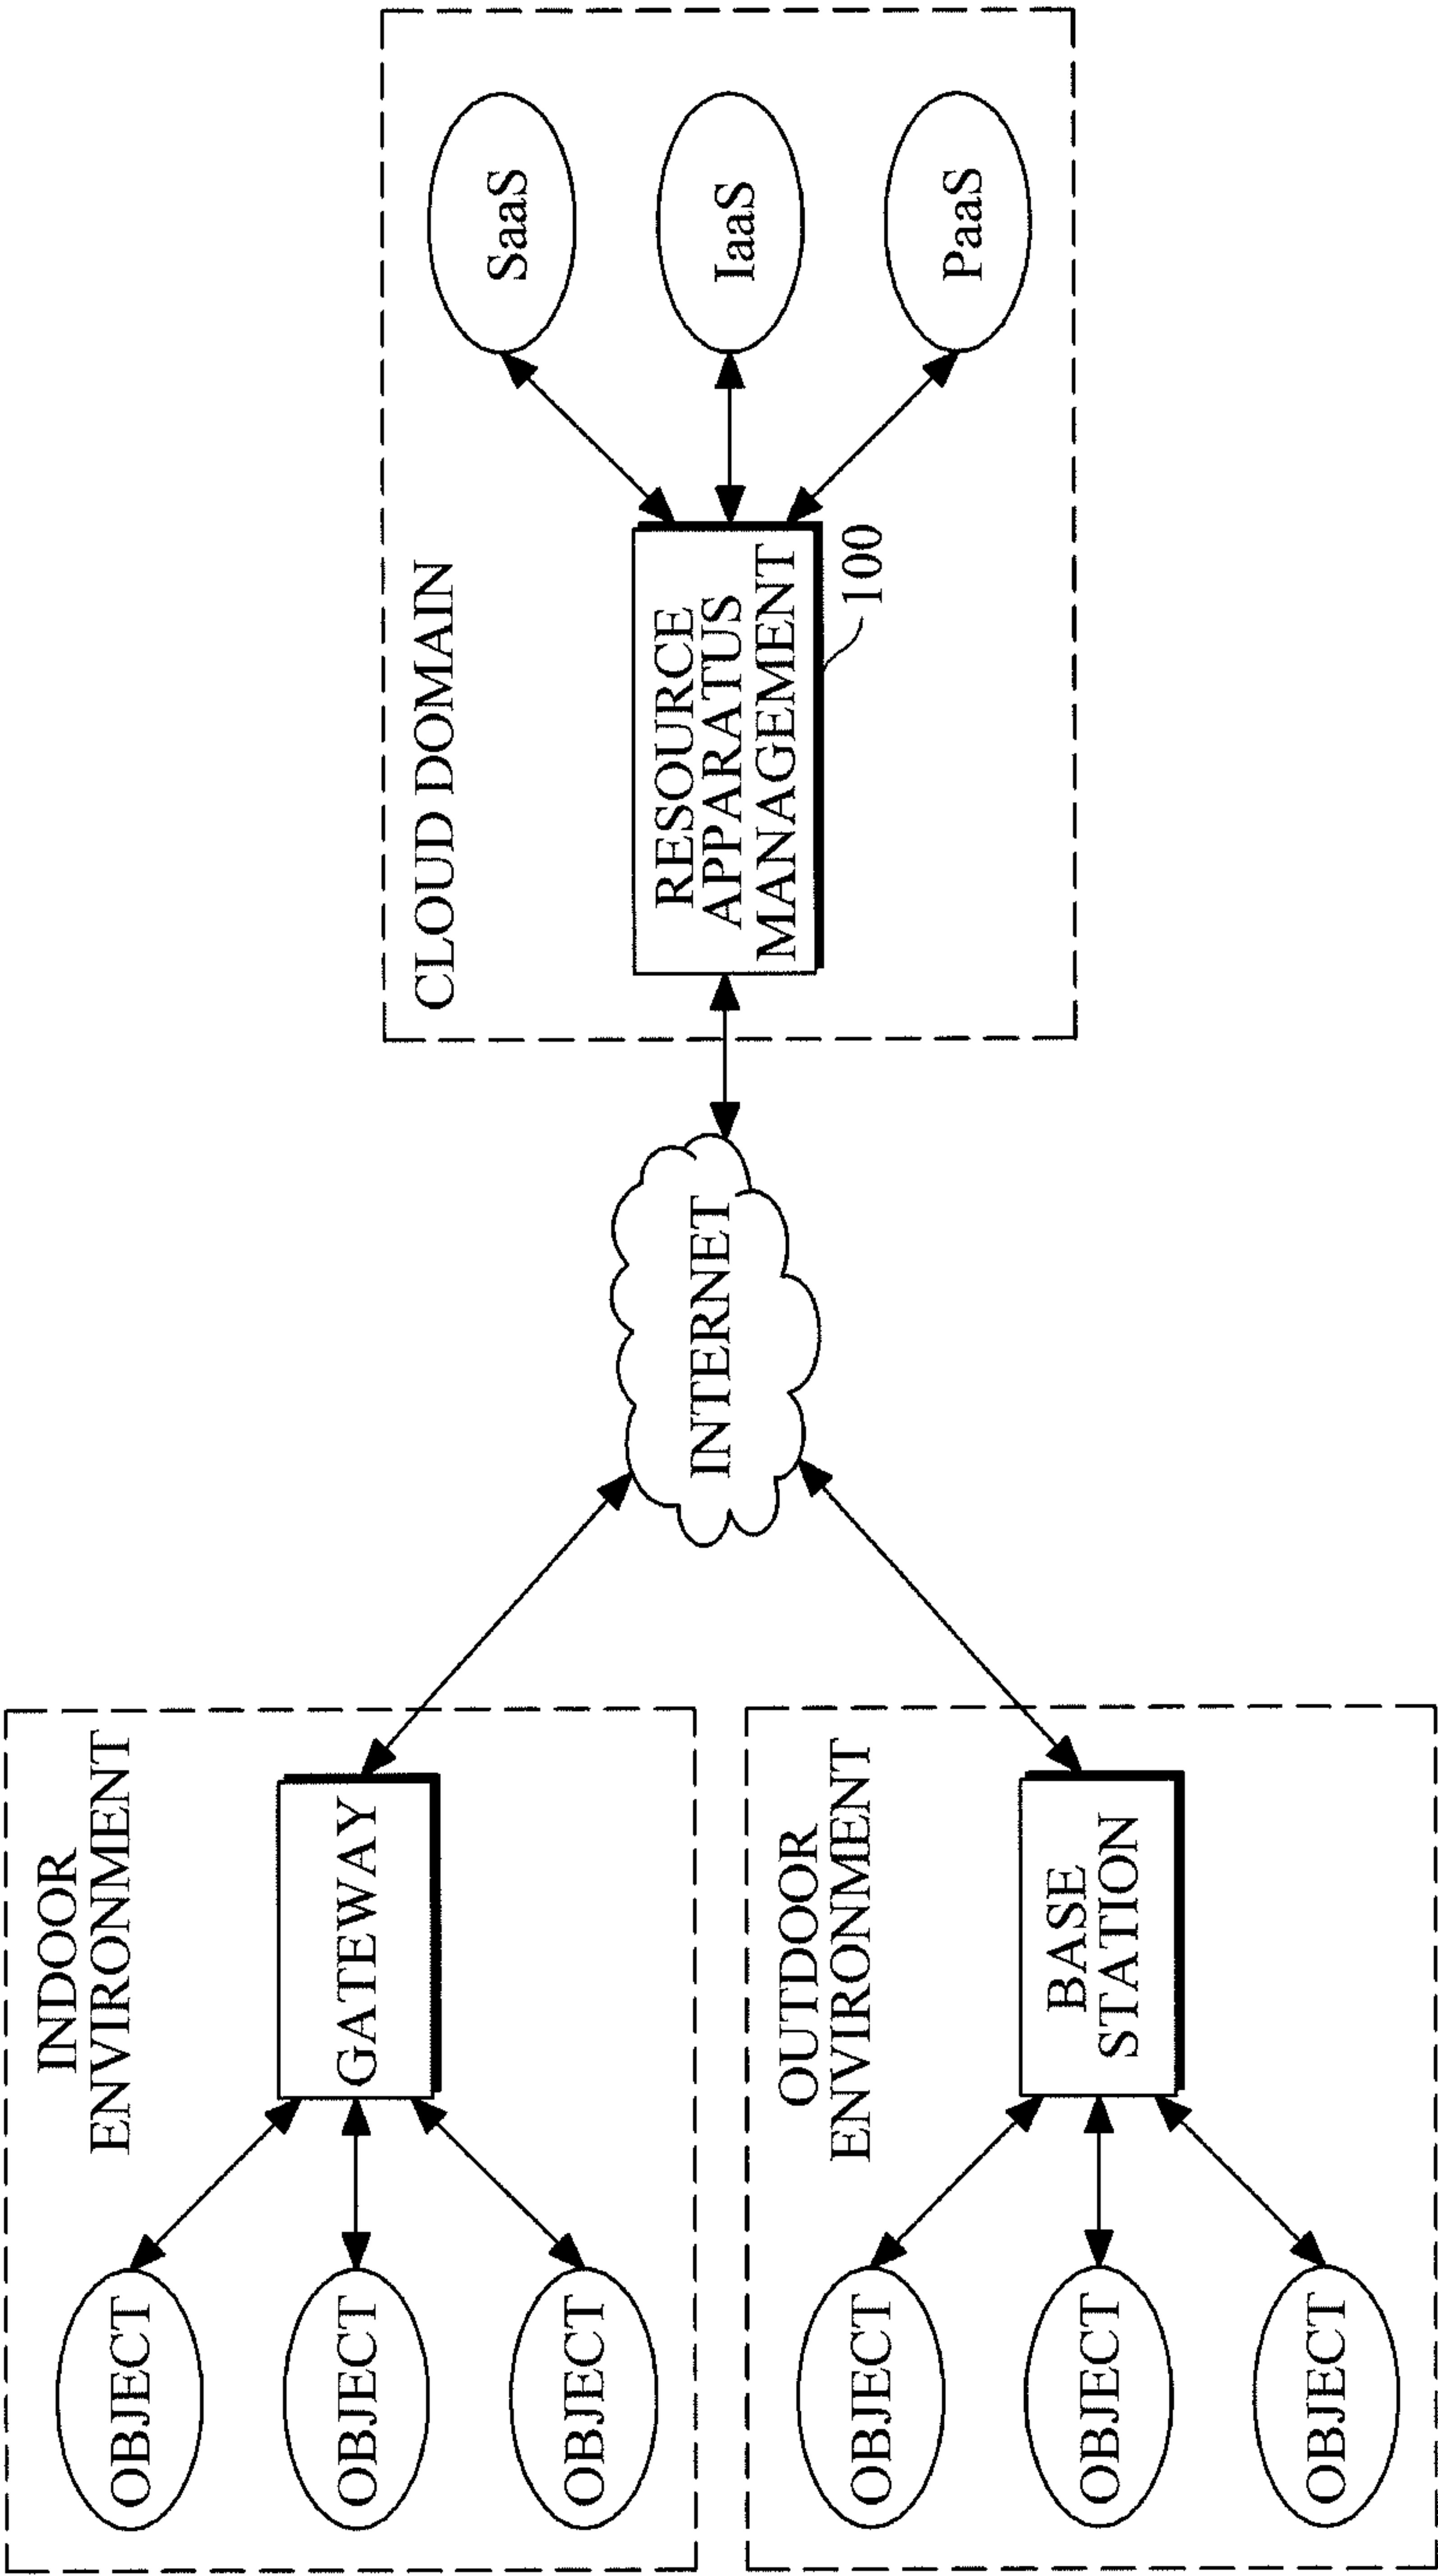 INDOOR
ENVIRONMENT
OBJECT
OBJECT
OBJECT
GATEWAY
OUTDOOR
ENVIRONMENT
OBJECT
OBJECT
OBJECT
BASE
STATION
INTERNET
CLOUD DOMAIN
RESOURCE
APPARATUS
MANAGEMENT
100
SaaS
IaaS
PaaS